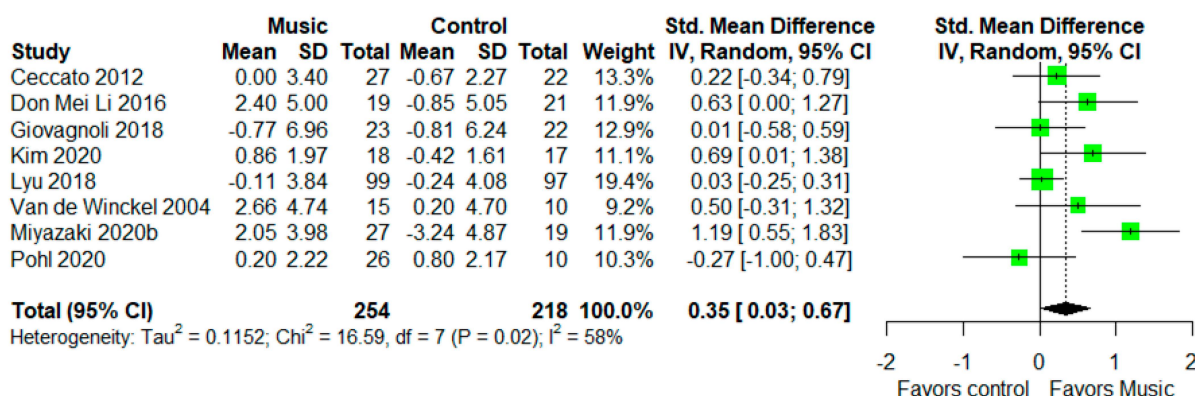 Music Control Std. Mean Difference Std. Mean Difference
Study Mean SD Total Mean SD Total Weight IV, Random, 95% CI IV, Random, 95% CI
Ceccato 2012 0.00 3.40 27 -0.67 2.27 22 13.3% 0.22 [-0.34; 0.79]
Don Mei Li 2016 2.40 5.00 19 -0.85 5.05 21 11.9% 0.63 [ 0.00; 1.27]
Giovagnoli 2018 -0.77 6.96 23 -0.81 6.24 22 12.9% 0.01 [-0.58; 0.59]
Kim 2020 0.86 1.97 18 -0.42 1.61 17 11.1% 0.69 [ 0.01; 1.38]
Lyu 2018 -0.11 3.84 99 -0.24 4.08 97 19.4% 0.03 [-0.25; 0.31]
Van de Winckel 2004 2.66 4.74 15 0.20 4.70 10 9.2% 0.50 [-0.31; 1.32]
Miyazaki 2020b 2.05 3.98 27 -3.24 4.87 19 11.9% 1.19 [ 0.55; 1.83]
Pohl 2020 0.20 2.22 26 0.80 2.17 10 10.3% -0.27 [-1.00; 0.47]
Total (95% CI) 254 218 100.0% 0.35 [ 0.03; 0.67]
Heterogeneity: Tau² = 0.1152; Chi² = 16.59, df = 7 (P = 0.02); I² = 58%
-2 -1 0 1 2
Favors control Favors Music